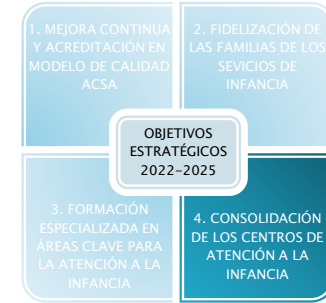 1. MEJORA CONTINUA
Y ACREDITACIÓN EN
MODELO DE CALIDAD
ACSA
2. FIDELIZACIÓN DE
LAS FAMILIAS DE LOS
SEVICIOS DE
INFANCIA
OBJETIVOS
ESTRATÉGICOS
2022-2025
3. FORMACIÓN
ESPECIALIZADA EN
ÁREAS CLAVE PARA
LA ATENCIÓN A LA
INFANCIA
4. CONSOLIDACIÓN
DE LOS CENTROS DE
ATENCIÓN A LA
INFANCIA